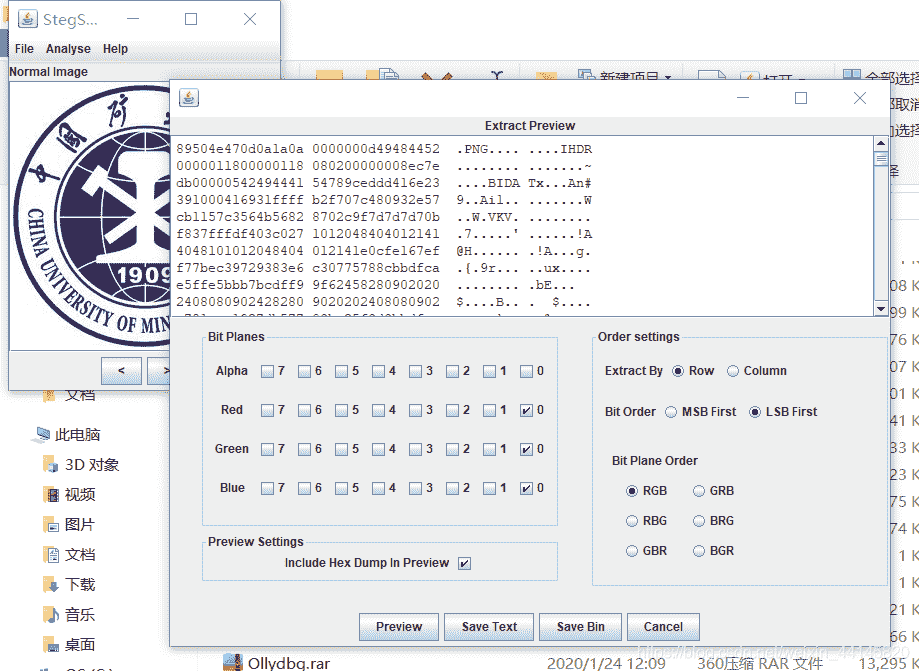 StegS...
File Analyse Help
Normal Image
中国矿
CHINA UNIVERSITY OF MIN
1909
<
>
新建项目
打开
全部选择
Extract Preview
89504e470d0a1a0a 0000000d49484452 .PNG.... ....IHDR
0000011800000118 080200000008ec7e ........ .......~
db00000542494441 54789ceddd416e23 ....BIDA Tx...An#
391000416931ffff b2f707c480932e57 9..Ai1.. .......W
cb1157c3564b5b68
f837fffdf403c027 1012048404012141 .7.....' ......!A
4048101012048404 012141e0cfe167ef @H...... .!A...g.
f77bec39729383e6 c30775788cbbdfca .{.9r... ..ux....
e5ffe5bbb7bcdff9 9f62458280902020 ........ .bE...
2408080902428280 9020202408080902 $....B.. . $....
Bit Planes
Alpha 7 6 5 4 3 2 1 0
Red 7 6 5 4 3 2 1 0
Green 7 6 5 4 3 2 1 0
Blue 7 6 5 4 3 2 1 0
Preview Settings
Include Hex Dump In Preview
Order settings
Extract By Row Column
Bit Order MSB First LSB First
Bit Plane Order
RGB GRB
RBG BRG
GBR BGR
Preview Save Text Save Bin Cancel
文档
此电脑
3D 对象
视频
图片
文档
下载
音乐
桌面
Ollydbg.rar 2020/1/24 12:09 360压缩 RAR 文件 13,295 K